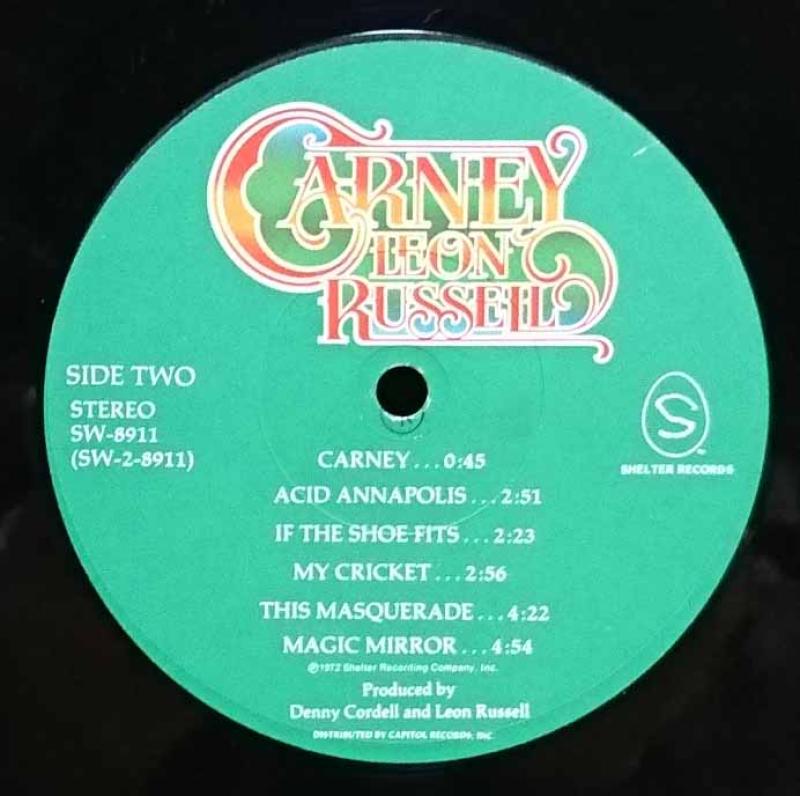 CARNEY
LEON
RUSSELL
SIDE TWO
STEREO
SW-8911
(SW-2-8911)
S
SHELTER RECORDS
CARNEY...0:45
ACID ANNAPOLIS...2:51
IF THE SHOE FITS...2:23
MY CRICKET...2:56
THIS MASQUERADE...4:22
MAGIC MIRROR...4:54
℗1972 Shelter Recording Company, Inc.
Produced by
Denny Cordell and Leon Russell
DISTRIBUTED BY CAPITOL RECORDS, INC.